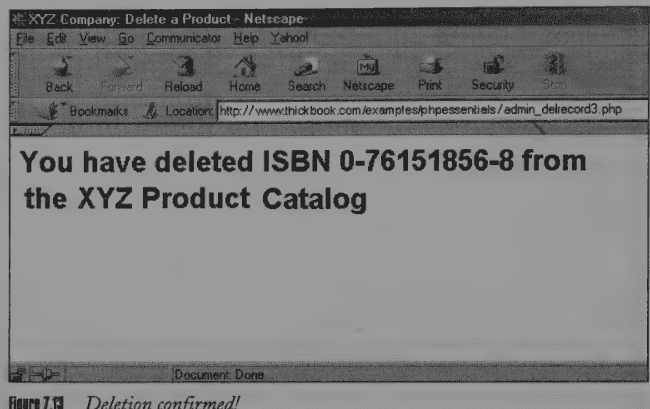 XYZ Company: Delete a Product - Netscape
File Edit View Go Communicator Help Yahoo!
My
Back Forward Reload Home Search Netscape Print Security Stop
Bookmarks Location: http://www.thickbook.com/examples/phpessentials/admin_delrecord3.php
You have deleted ISBN 0-76151856-8 from
the XYZ Product Catalog
Document: Done
Figure 7.13 Deletion confirmed!